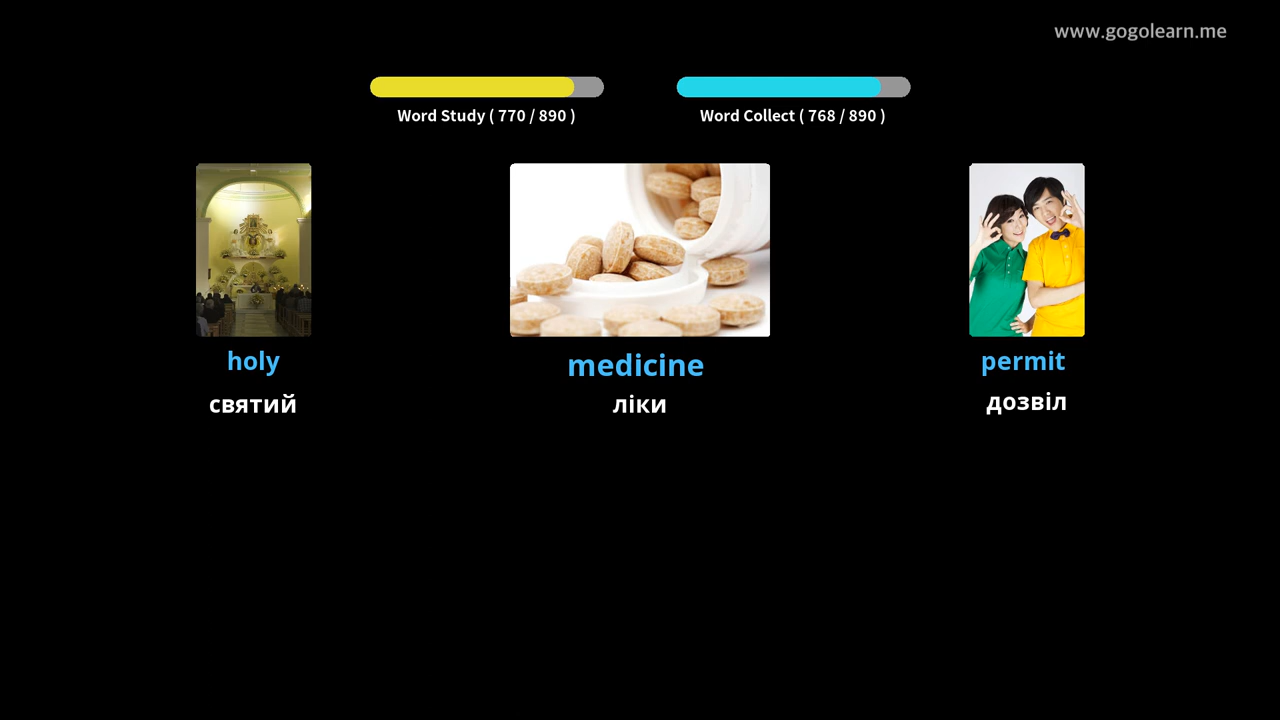 www.gogolearn.me
Word Study ( 770 / 890 )
Word Collect ( 768 / 890 )
holy
святий
medicine
ліки
permit
дозвіл